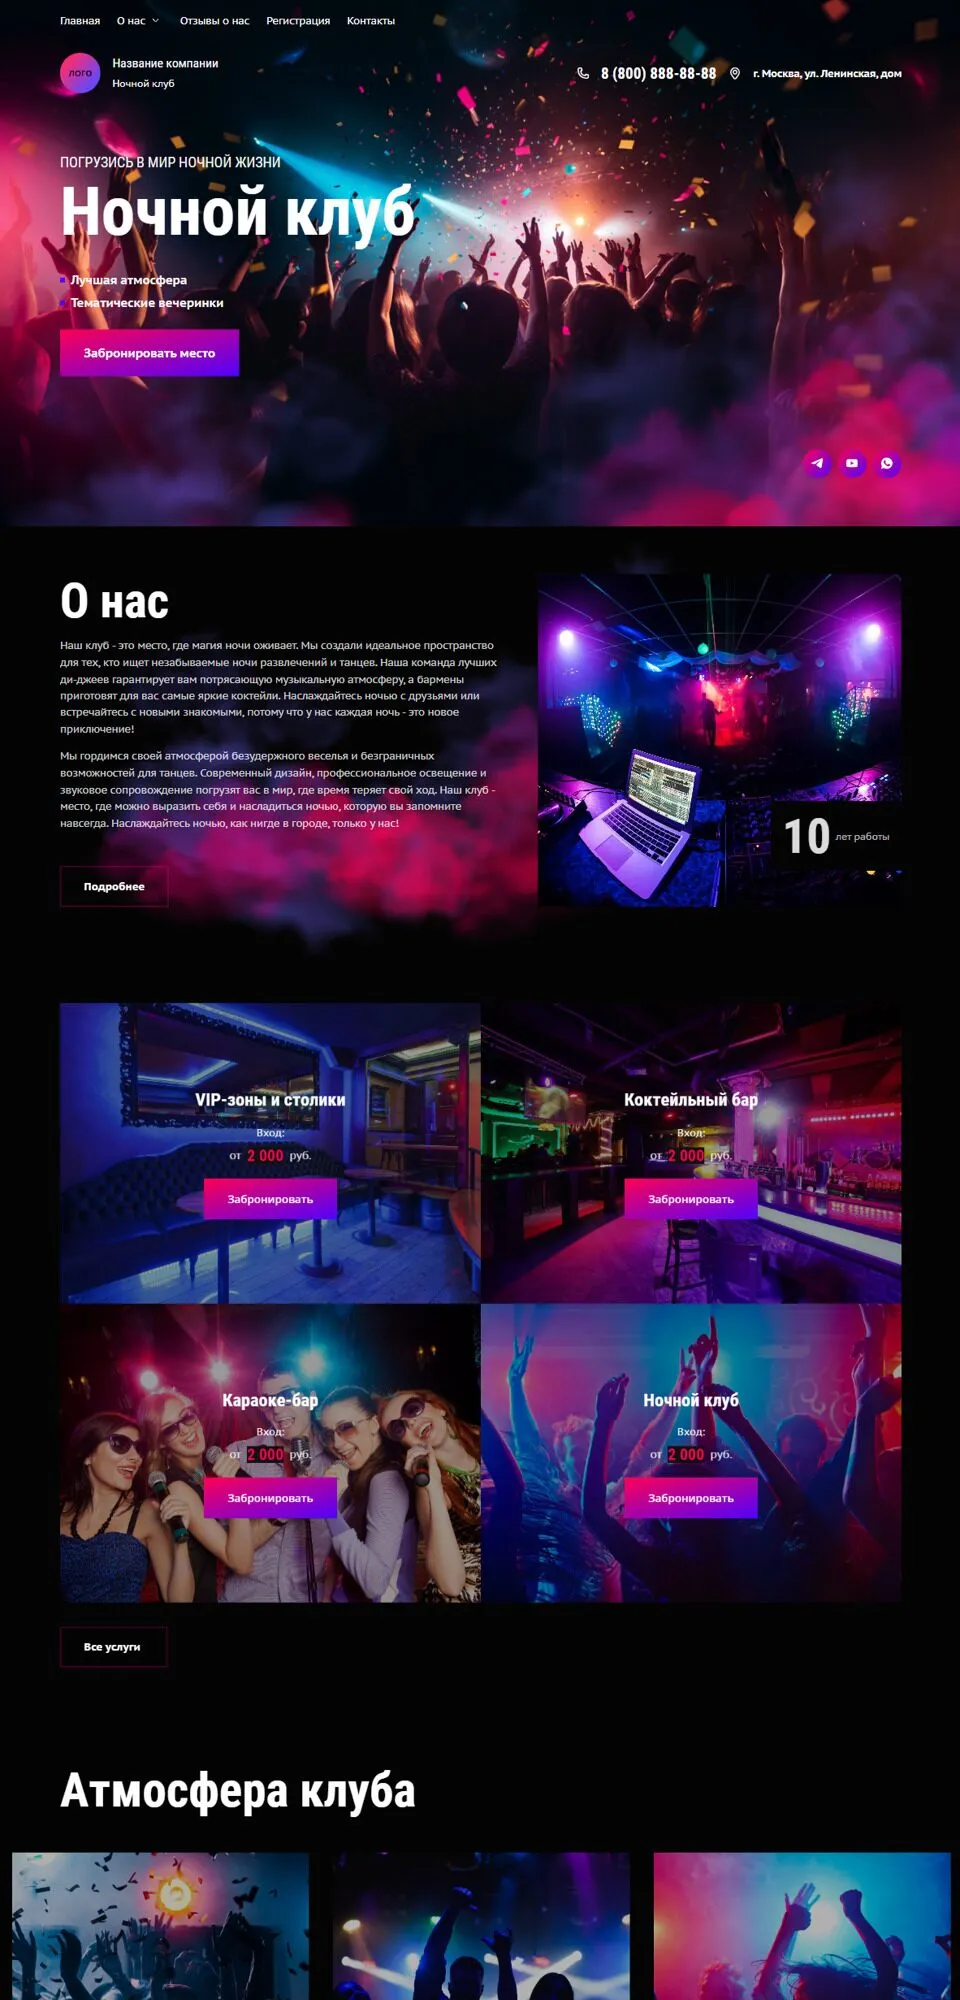 Главная О нас Отзывы о нас Регистрация Контакты
лого
Название компании
Ночной клуб
8 (800) 888-88-88
г. Москва, ул. Ленинская, дом
ПОГРУЗИСЬ В МИР НОЧНОЙ ЖИЗНИ
Ночной клуб
Лучшая атмосфера
Тематические вечеринки
Забронировать место
О нас
Наш клуб - это место, где магия ночи оживает. Мы создали идеальное пространство
для тех, кто ищет незабываемые ночи развлечений и танцев. Наша команда лучших
ди-джеев гарантирует вам потрясающую музыкальную атмосферу, а бармены
приготовят для вас самые яркие коктейли. Наслаждайтесь ночью с друзьями или
встречайтесь с новыми знакомыми, потому что у нас каждая ночь - это новое
приключение!
Мы гордимся своей атмосферой безудержного веселья и безграничных
возможностей для танцев. Современный дизайн, профессиональное освещение и
звуковое сопровождение погрузят вас в мир, где время теряет свой ход. Наш клуб -
место, где можно выразить себя и насладиться ночью, которую вы запомните
навсегда. Наслаждайтесь ночью, как нигде в городе, только у нас!
10 лет работы
Подробнее
VIP-зоны и столики
Вход:
от 2 000 руб.
Забронировать
Коктейльный бар
Вход:
от 2 000 руб.
Забронировать
Караоке-бар
Вход:
от 2 000 руб.
Забронировать
Ночной клуб
Вход:
от 2 000 руб.
Забронировать
Все услуги
Атмосфера клуба